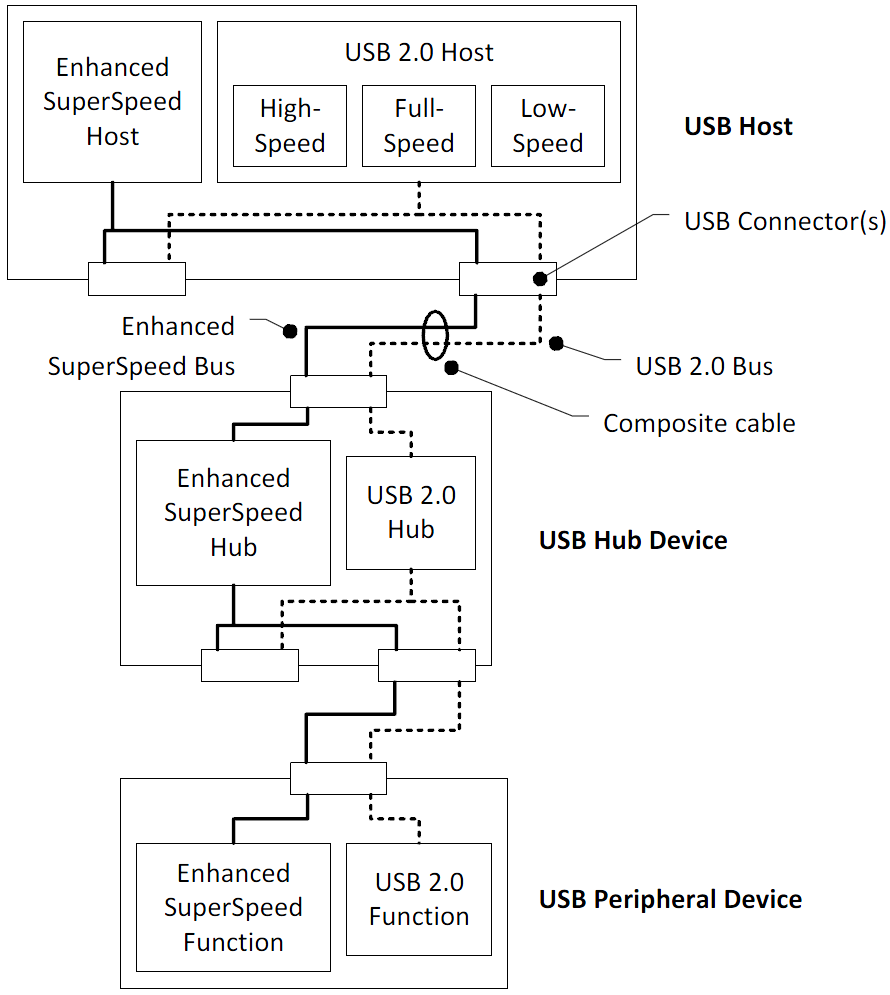 Enhanced
SuperSpeed
Host
USB 2.0 Host
High-
Speed
Full-
Speed
Low-
Speed
USB Host
USB Connector(s)
Enhanced
SuperSpeed Bus
USB 2.0 Bus
Composite cable
Enhanced
SuperSpeed
Hub
USB 2.0
Hub
USB Hub Device
Enhanced
SuperSpeed
Function
USB 2.0
Function
USB Peripheral Device